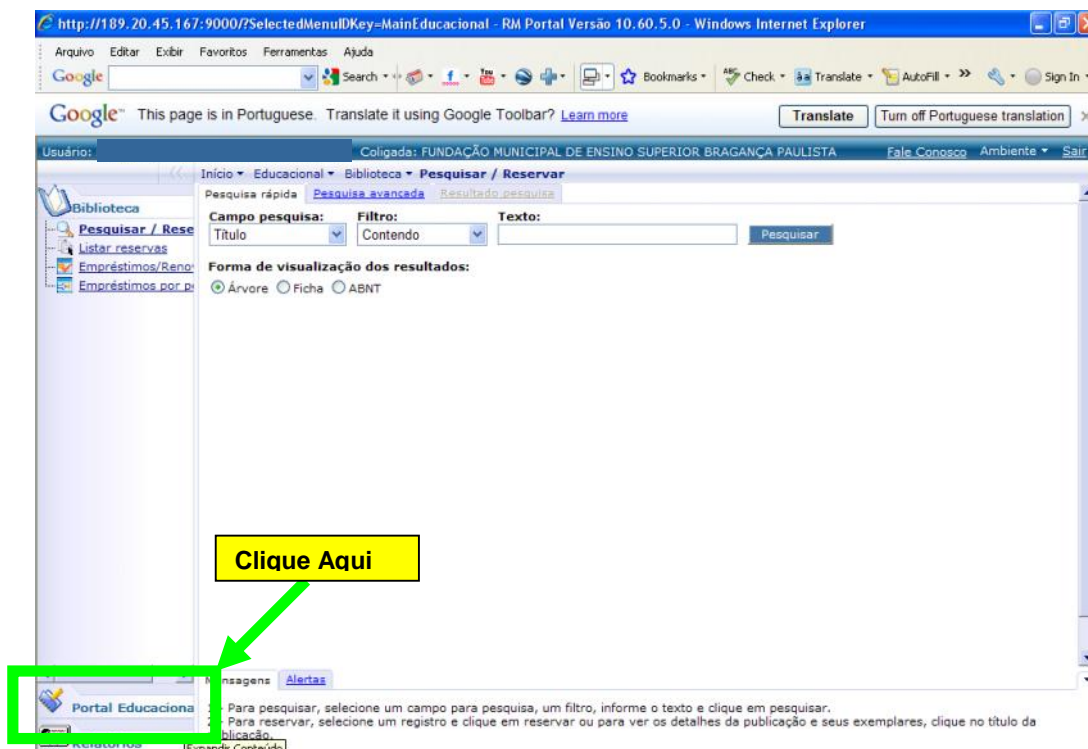 http://189.20.45.167:9000/?SelectedMenuIDKey=MainEducacional - RM Portal Versão 10.60.5.0 - Windows Internet Explorer
Arquivo Editar Exibir Favoritos Ferramentas Ajuda
Google Search Bookmarks Check Translate AutoFill Sign In
Google This page is in Portuguese. Translate it using Google Toolbar? Learn more Translate Turn off Portuguese translation
Usuário: Coligada: FUNDAÇÃO MUNICIPAL DE ENSINO SUPERIOR BRAGANÇA PAULISTA Fale Conosco Ambiente Sair
Início Educacional Biblioteca Pesquisar / Reservar
Pesquisa rápida Pesquisa avançada Resultado pesquisa
Biblioteca
Pesquisar / Rese
Listar reservas
Empréstimos/Reno
Empréstimos por p
Campo pesquisa: Filtro: Texto:
Título Contendo Pesquisar
Forma de visualização dos resultados:
Árvore Ficha ABNT
Clique Aqui
Mensagens Alertas
Portal Educaciona
Relatórios
Para pesquisar, selecione um campo para pesquisa, um filtro, informe o texto e clique em pesquisar.
Para reservar, selecione um registro e clique em reservar ou para ver os detalhes da publicação e seus exemplares, clique no título da
publicação.
Expandir Conteúdo